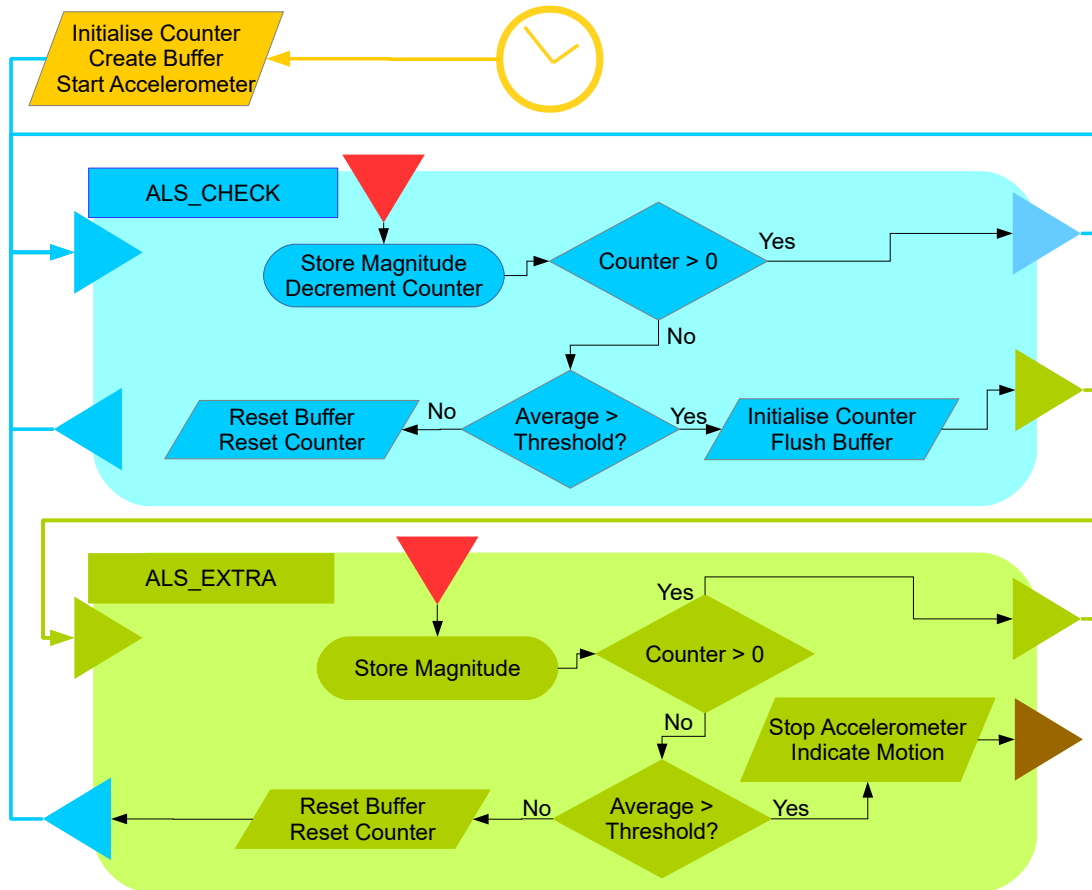 Initialise Counter
Create Buffer
Start Accelerometer
ALS_CHECK
Store Magnitude
Decrement Counter
Counter > 0
Yes
No
Average >
Threshold?
No
Reset Buffer
Reset Counter
Yes
Initialise Counter
Flush Buffer
ALS_EXTRA
Store Magnitude
Counter > 0
Yes
No
Average >
Threshold?
No
Reset Buffer
Reset Counter
Yes
Stop Accelerometer
Indicate Motion